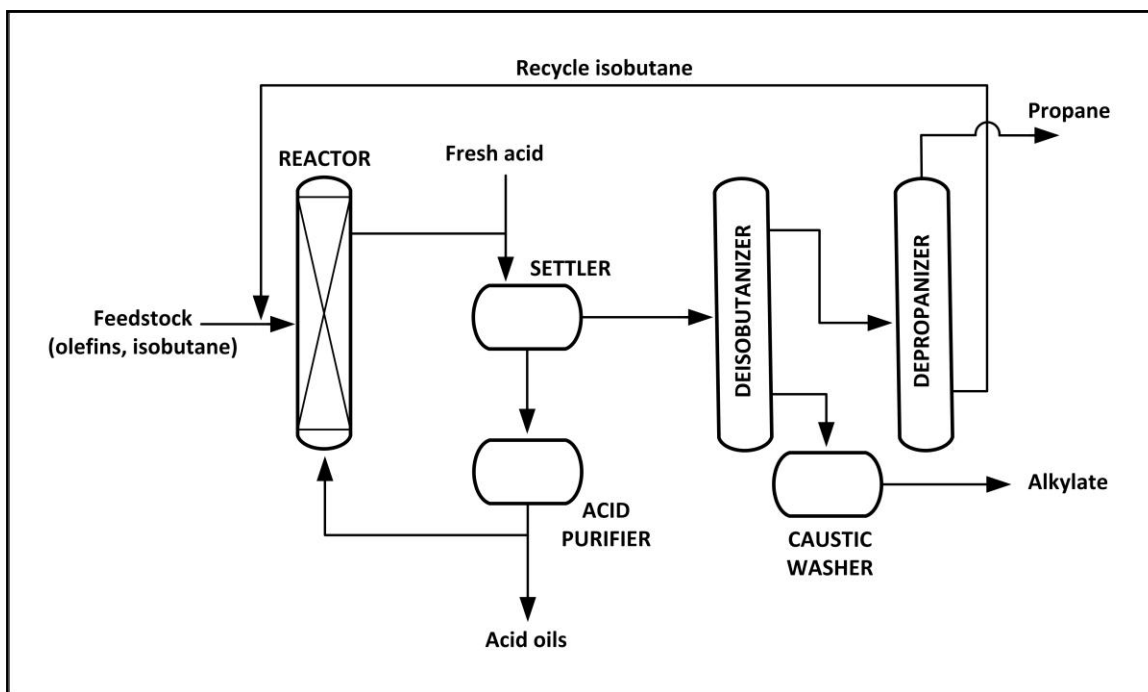 Recycle isobutane
Propane
Fresh acid
REACTOR
SETTLER
Feedstock
(olefins, isobutane)
DEISOBUTANIZER
DEPROPANIZER
ACID
PURIFIER
Alkylate
CAUSTIC
WASHER
Acid oils